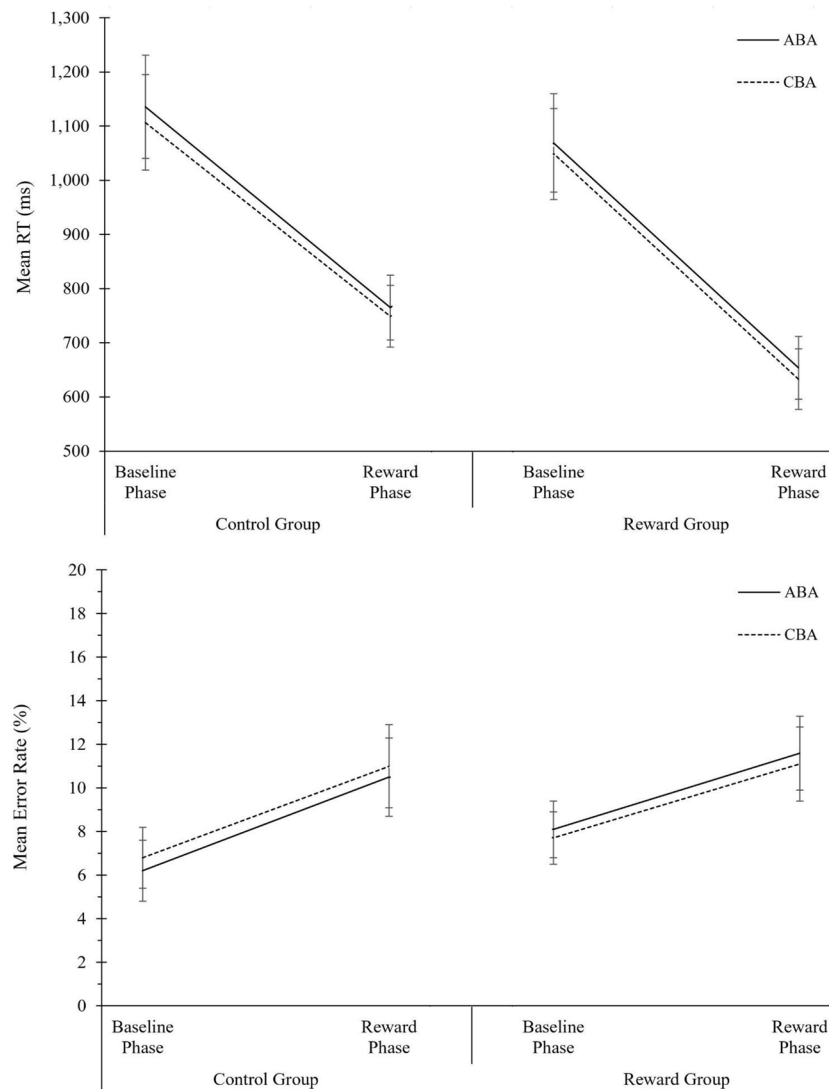 1,300
1,200
1,100
1,000
900
800
700
600
500
Mean RT (ms)
ABA
CBA
Baseline
Phase
Reward
Phase
Baseline
Phase
Reward
Phase
Control Group
Reward Group
20
18
16
14
12
10
8
6
4
2
0
Mean Error Rate (%)
ABA
CBA
Baseline
Phase
Reward
Phase
Baseline
Phase
Reward
Phase
Control Group
Reward Group